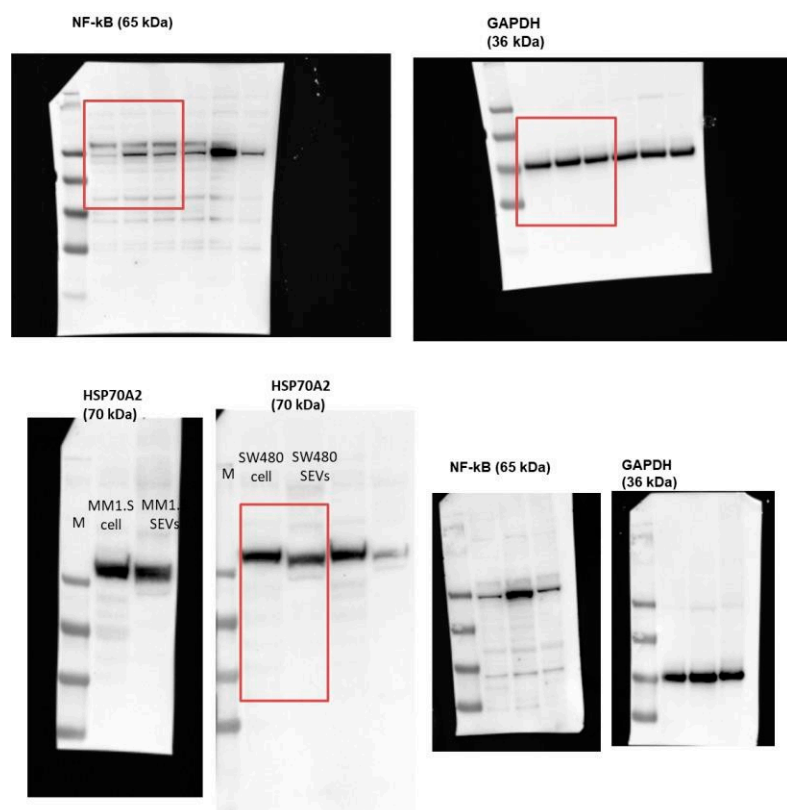 NF-kB (65 kDa)
GAPDH
(36 kDa)
HSP70A2
(70 kDa)
M
MM1.S
cell
MM1.
SEVs
HSP70A2
(70 kDa)
M
SW480
cell
SW480
SEVs
NF-kB (65 kDa)
GAPDH
(36 kDa)